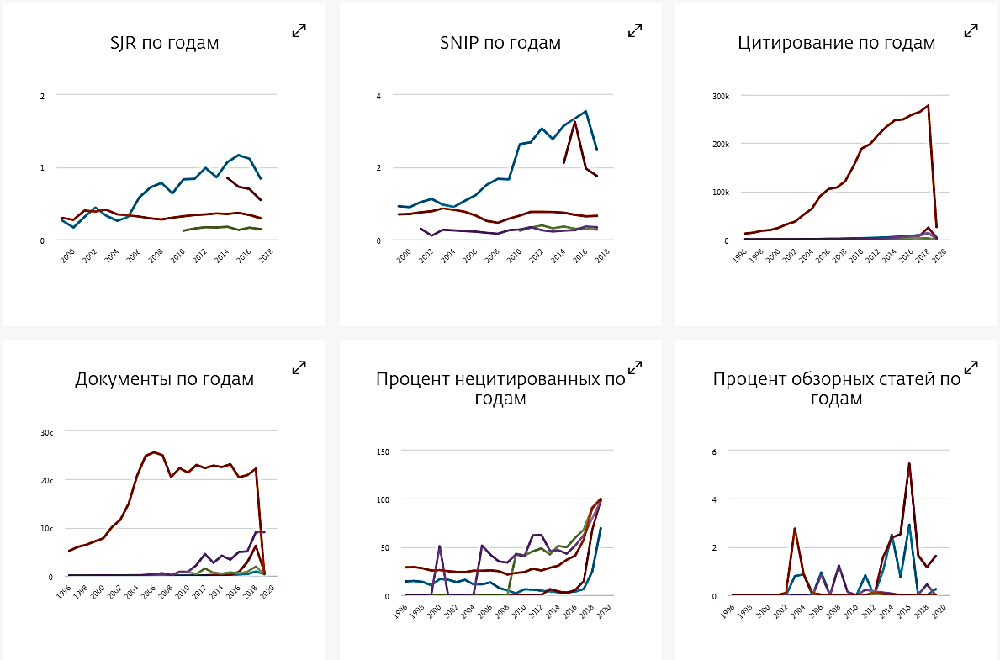 SJR по годам
2
1
0
2000 2002 2004 2006 2008 2010 2012 2014 2016 2018
SNIP по годам
4
2
0
2000 2002 2004 2006 2008 2010 2012 2014 2016 2018
Цитирование по годам
300k
200k
100k
0
1996 1998 2000 2002 2004 2006 2008 2010 2012 2014 2016 2018 2020
Документы по годам
30k
20k
10k
0
1996 1998 2000 2002 2004 2006 2008 2010 2012 2014 2016 2018 2020
Процент нецитированных по
годам
150
100
50
0
1996 1998 2000 2002 2004 2006 2008 2010 2012 2014 2016 2018 2020
Процент обзорных статей по
годам
6
4
2
0
1996 1998 2000 2002 2004 2006 2008 2010 2012 2014 2016 2018 2020